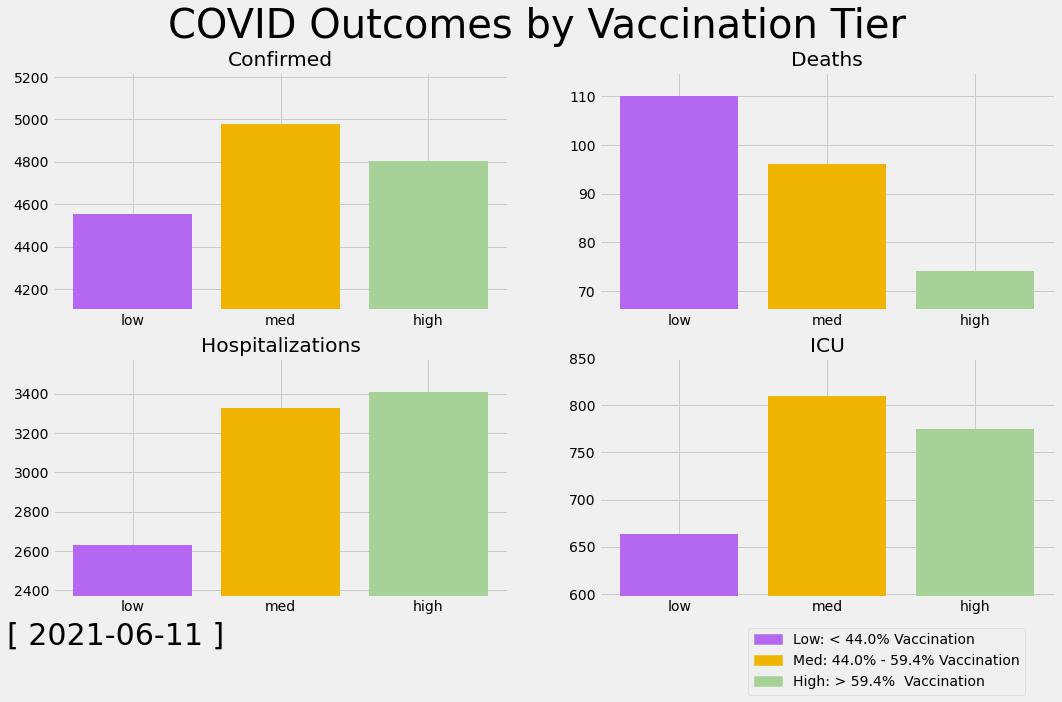 COVID Outcomes by Vaccination Tier
Confirmed
5200
5000
4800
4600
4400
4200
low med high
Deaths
110
100
90
80
70
low med high
Hospitalizations
3400
3200
3000
2800
2600
2400
low med high
ICU
850
800
750
700
650
600
low med high
[ 2021-06-11 ]
Low: < 44.0% Vaccination
Med: 44.0% - 59.4% Vaccination
High: > 59.4%  Vaccination